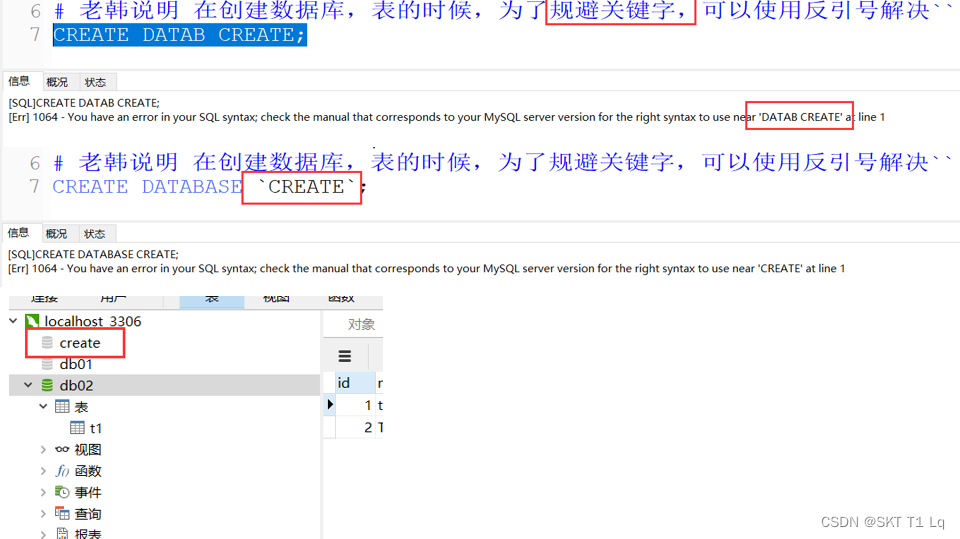 6 # 老韩说明 在创建数据库，表的时候，为了规避关键字，可以使用反引号解决``
7 CREATE DATAB CREATE;
信息 概况 状态
[SQL]CREATE DATAB CREATE;
[Err] 1064 - You have an error in your SQL syntax; check the manual that corresponds to your MySQL server version for the right syntax to use near 'DATAB CREATE' at line 1
6 # 老韩说明 在创建数据库，表的时候，为了规避关键字，可以使用反引号解决``
7 CREATE DATABASE `CREATE`;
信息 概况 状态
[SQL]CREATE DATABASE CREATE;
[Err] 1064 - You have an error in your SQL syntax; check the manual that corresponds to your MySQL server version for the right syntax to use near 'CREATE' at line 1
连接 用户 表 视图 函数
localhost_3306
对象
create
db01
db02
id
表
1 t
t1
2 T
视图
函数
事件
查询
报表
CSDN @SKT T1 Lq